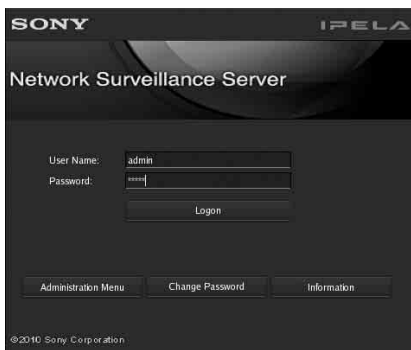 SONY
IPELA
Network Surveillance Server
User Name: admin
Password: *****
Logon
Administration Menu Change Password Information
©2010 Sony Corporation